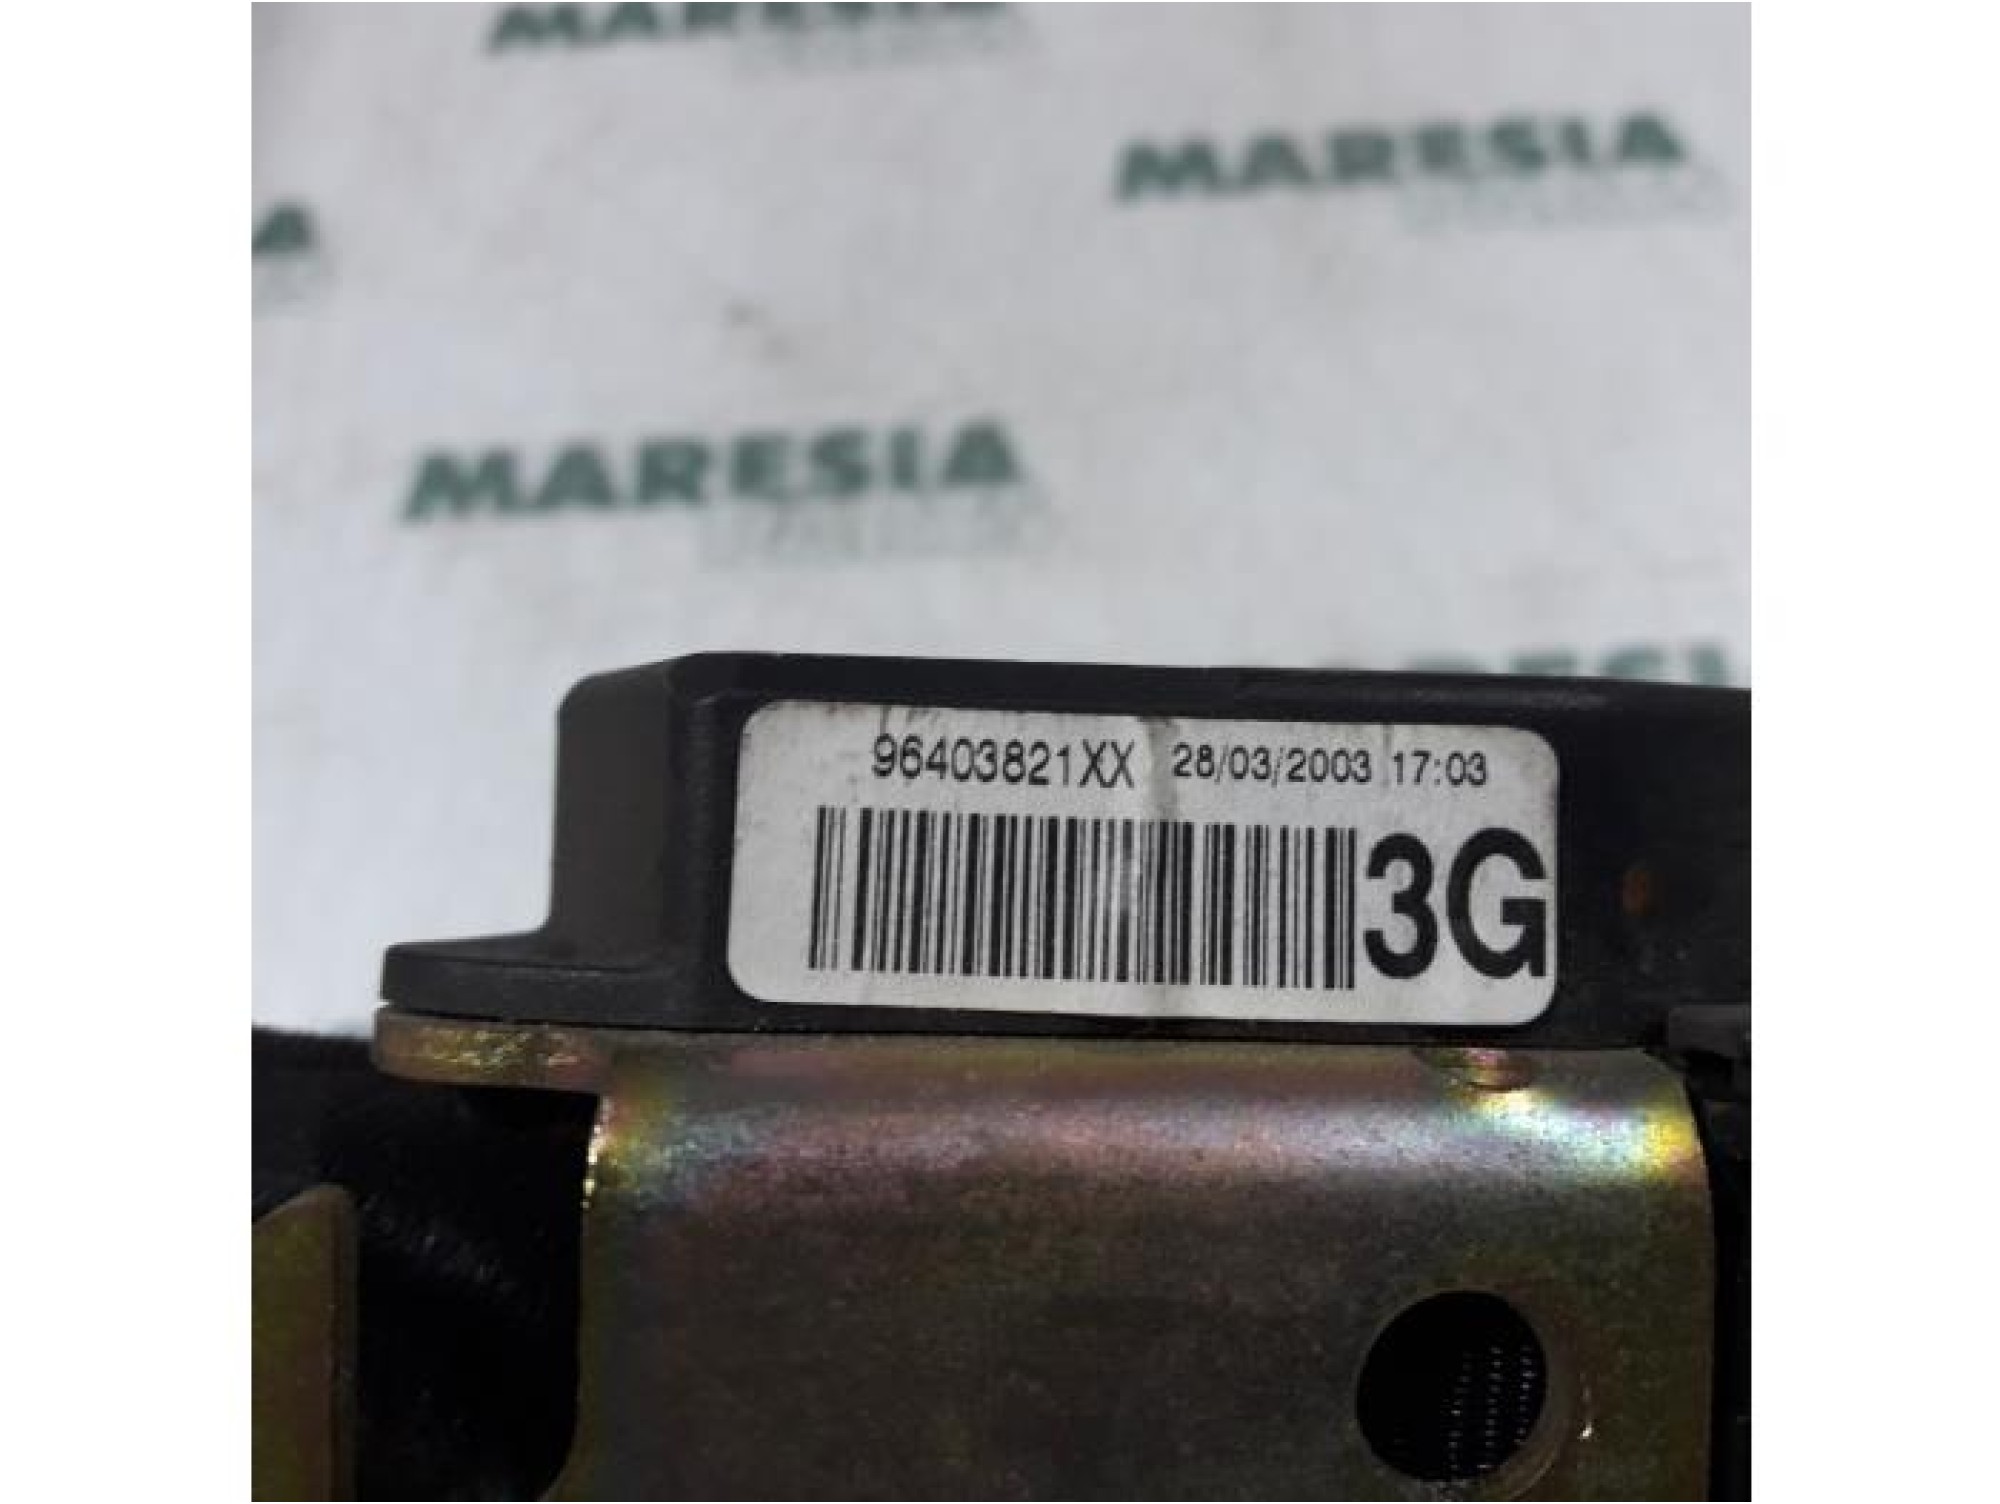 MARESIA
MARESIA
A
MARESIA
96403821XX 28/03/2003 17:03
3G